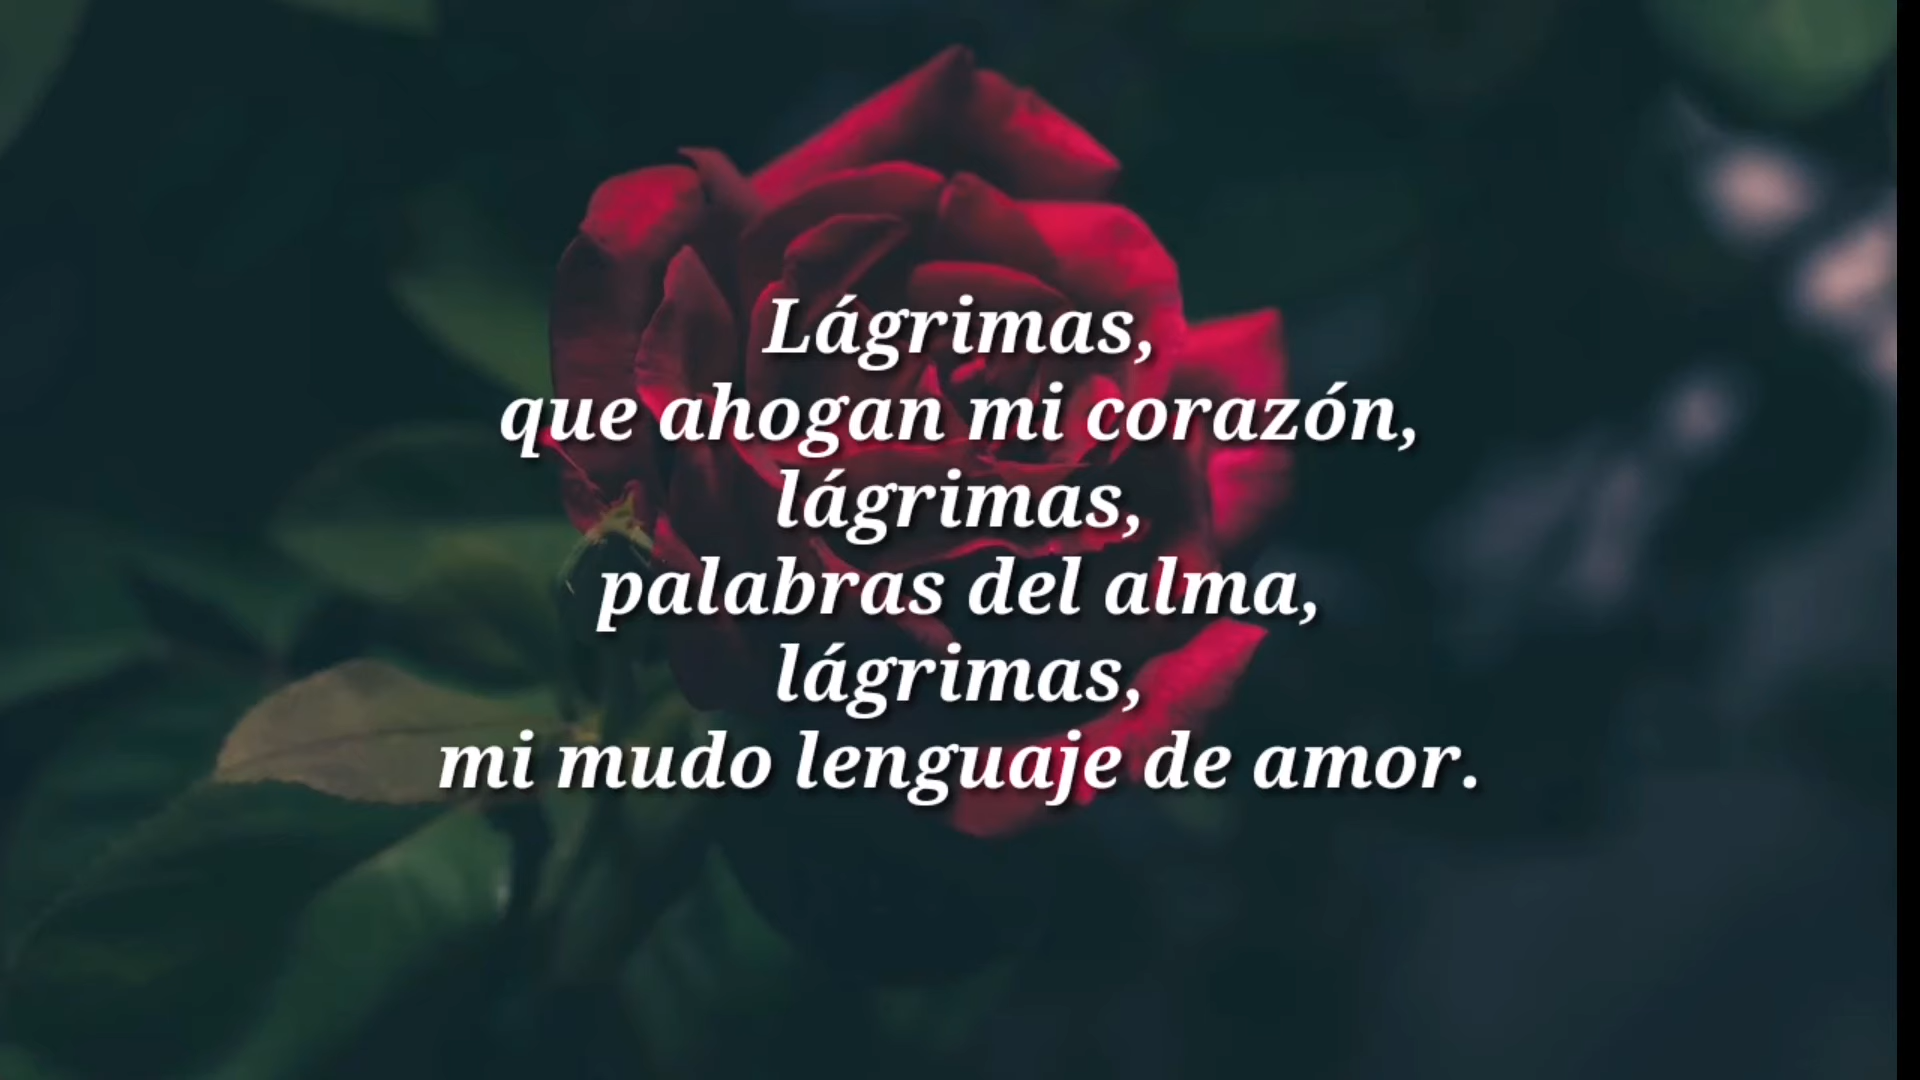 Lágrimas,
que ahogan mi corazón,
lágrimas,
palabras del alma,
lágrimas,
mi mudo lenguaje de amor.